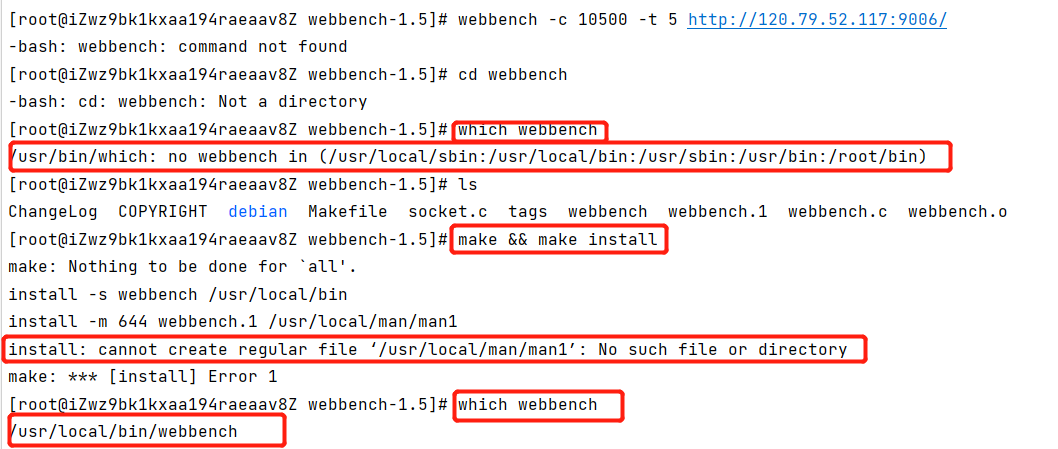 [root@iZwz9bk1kxaa194raeaav8Z webbench-1.5]# webbench -c 10500 -t 5 http://120.79.52.117:9006/
-bash: webbench: command not found
[root@iZwz9bk1kxaa194raeaav8Z webbench-1.5]# cd webbench
-bash: cd: webbench: Not a directory
[root@iZwz9bk1kxaa194raeaav8Z webbench-1.5]# which webbench
/usr/bin/which: no webbench in (/usr/local/sbin:/usr/local/bin:/usr/sbin:/usr/bin:/root/bin)
[root@iZwz9bk1kxaa194raeaav8Z webbench-1.5]# ls
ChangeLog  COPYRIGHT  debian  Makefile  socket.c  tags  webbench  webbench.1  webbench.c  webbench.o
[root@iZwz9bk1kxaa194raeaav8Z webbench-1.5]# make && make install
make: Nothing to be done for `all'.
install -s webbench /usr/local/bin
install -m 644 webbench.1 /usr/local/man/man1
install: cannot create regular file ‘/usr/local/man/man1’: No such file or directory
make: *** [install] Error 1
[root@iZwz9bk1kxaa194raeaav8Z webbench-1.5]# which webbench
/usr/local/bin/webbench